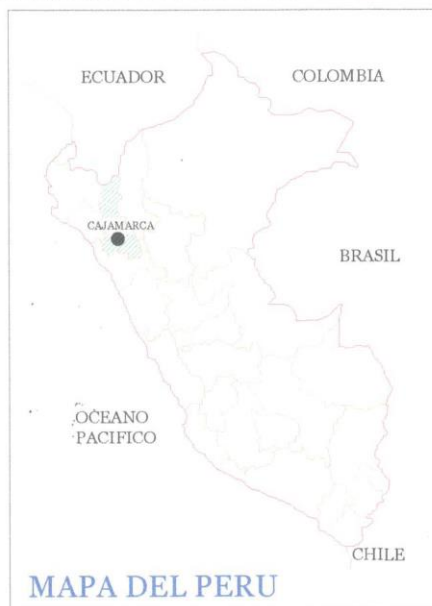 ECUADOR
COLOMBIA
CAJAMARCA
BRASIL
OCEANO
PACIFICO
CHILE
MAPA DEL PERU